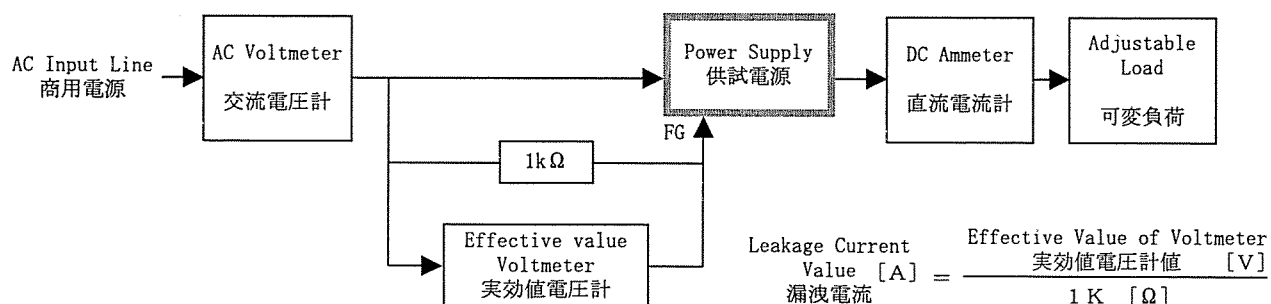 AC Input Line
商用電源
AC Voltmeter
交流電圧計
Power Supply
供試電源
DC Ammeter
直流電流計
Adjustable
Load
可変負荷
FG
1kΩ
Effective value
Voltmeter
実効値電圧計
Leakage Current
Value [A] =
漏洩電流
Effective Value of Voltmeter
実効値電圧計値 [V]
1K [Ω]